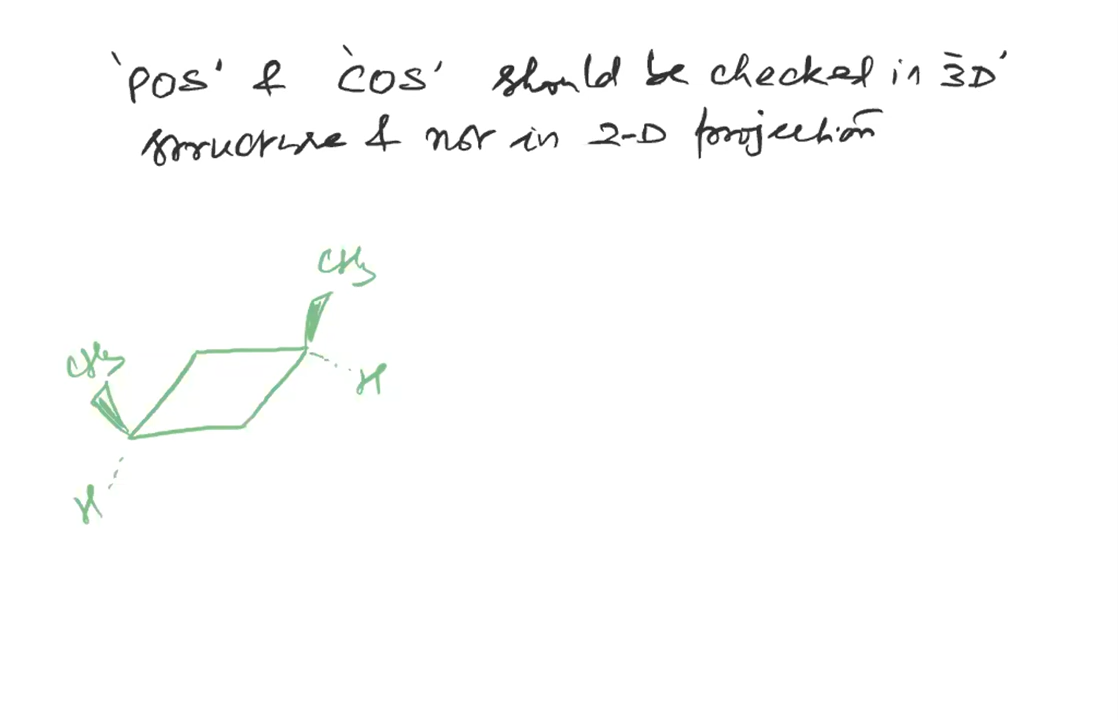 'POS' & 'COS' should be checked in '3D'
structure & not in 2-D projection
CH3
CH3
H
H